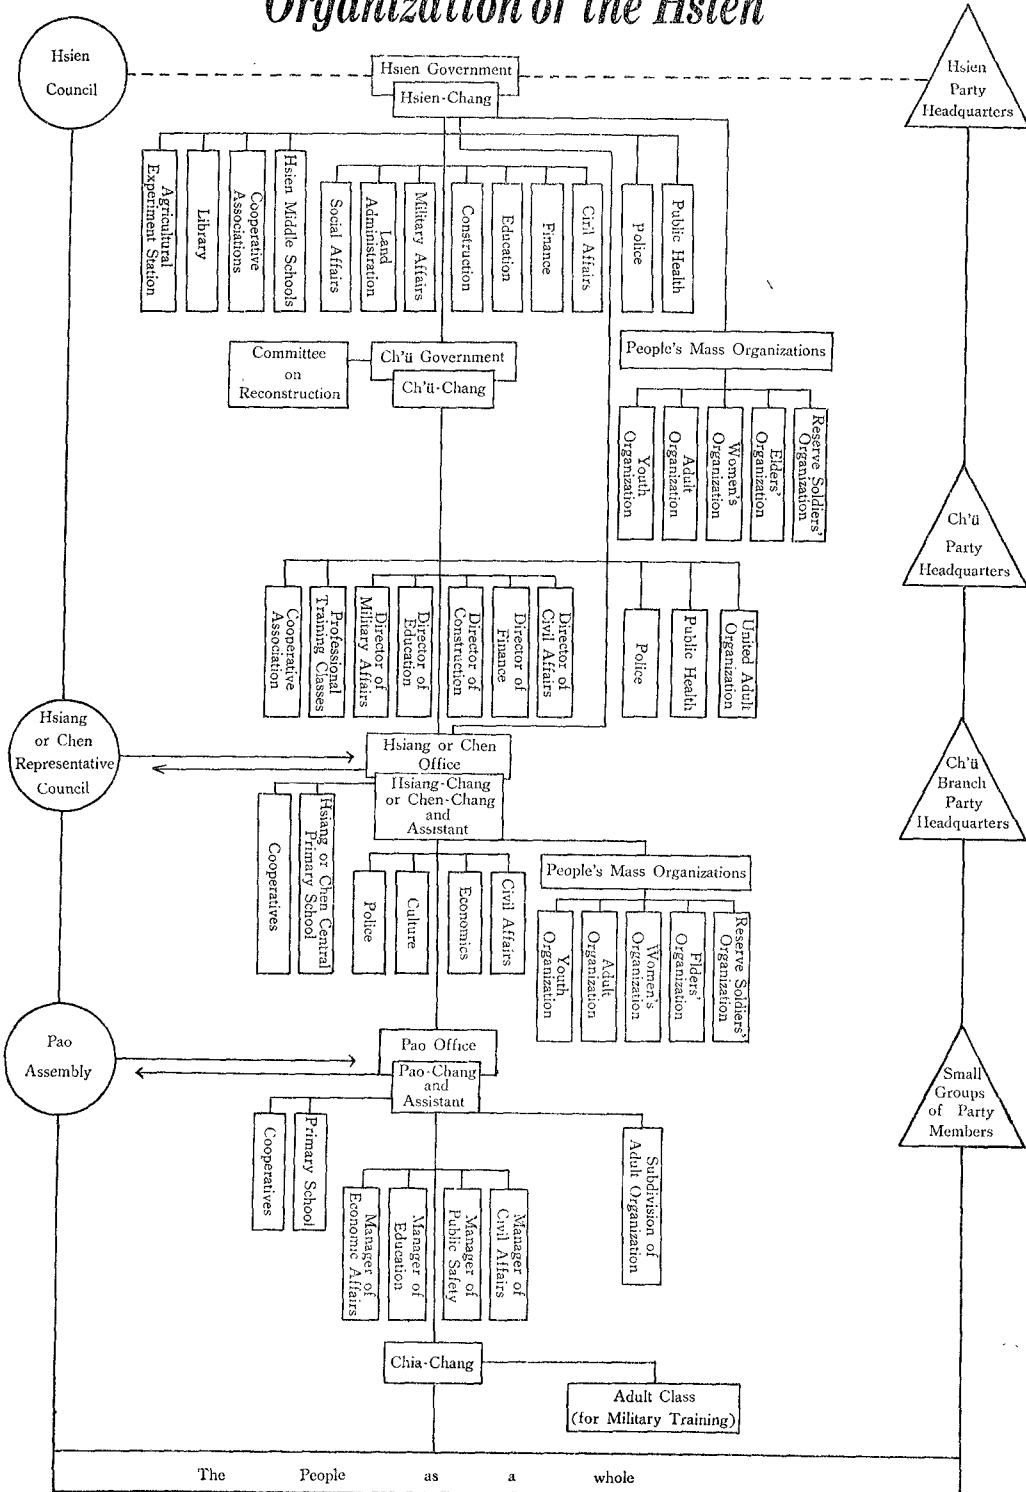 Organization of the Hsien
Hsien
Council
Hsien Government
Hsien-Chang
Hsien
Party
Headquarters
Agricultural
Experiment Station
Library
Cooperative
Associations
Hsien Middle Schools
Social Affairs
Land
Administration
Military Affairs
Construction
Education
Finance
Ciril Affairs
Police
Public Health
Committee
on
Reconstruction
Ch'ü Government
Ch'ü-Chang
People's Mass Organizations
Youth
Organization
Adult
Organization
Women's
Organization
Elders'
Organization
Reserve Soldiers'
Organization
Ch'ü
Party
Headquarters
Cooperative
Association
Professional
Training Classes
Director of
Military Affairs
Director of
Education
Director of
Construction
Director of
Finance
Director of
Civil Affairs
Police
Public Health
United Adult
Organization
Hsiang
or Chen
Representative
Council
Hsiang or Chen
Office
Hsiang-Chang
or Chen-Chang
and
Assistant
Ch'ü
Branch
Party
Headquarters
Cooperatives
Hsiang or Chen Central
Primary School
Police
Culture
Economics
Civil Affairs
People's Mass Organizations
Youth
Organization
Adult
Organization
Women's
Organization
Elders'
Organization
Reserve Soldiers'
Organization
Pao
Assembly
Pao Office
Pao-Chang
and
Assistant
Small
Groups
of Party
Members
Cooperatives
Primary School
Manager of
Economic Affairs
Manager of
Education
Manager of
Public Safety
Manager of
Civil Affairs
Subdivision of
Adult Organization
Chia-Chang
Adult Class
(for Military Training)
The People as a whole